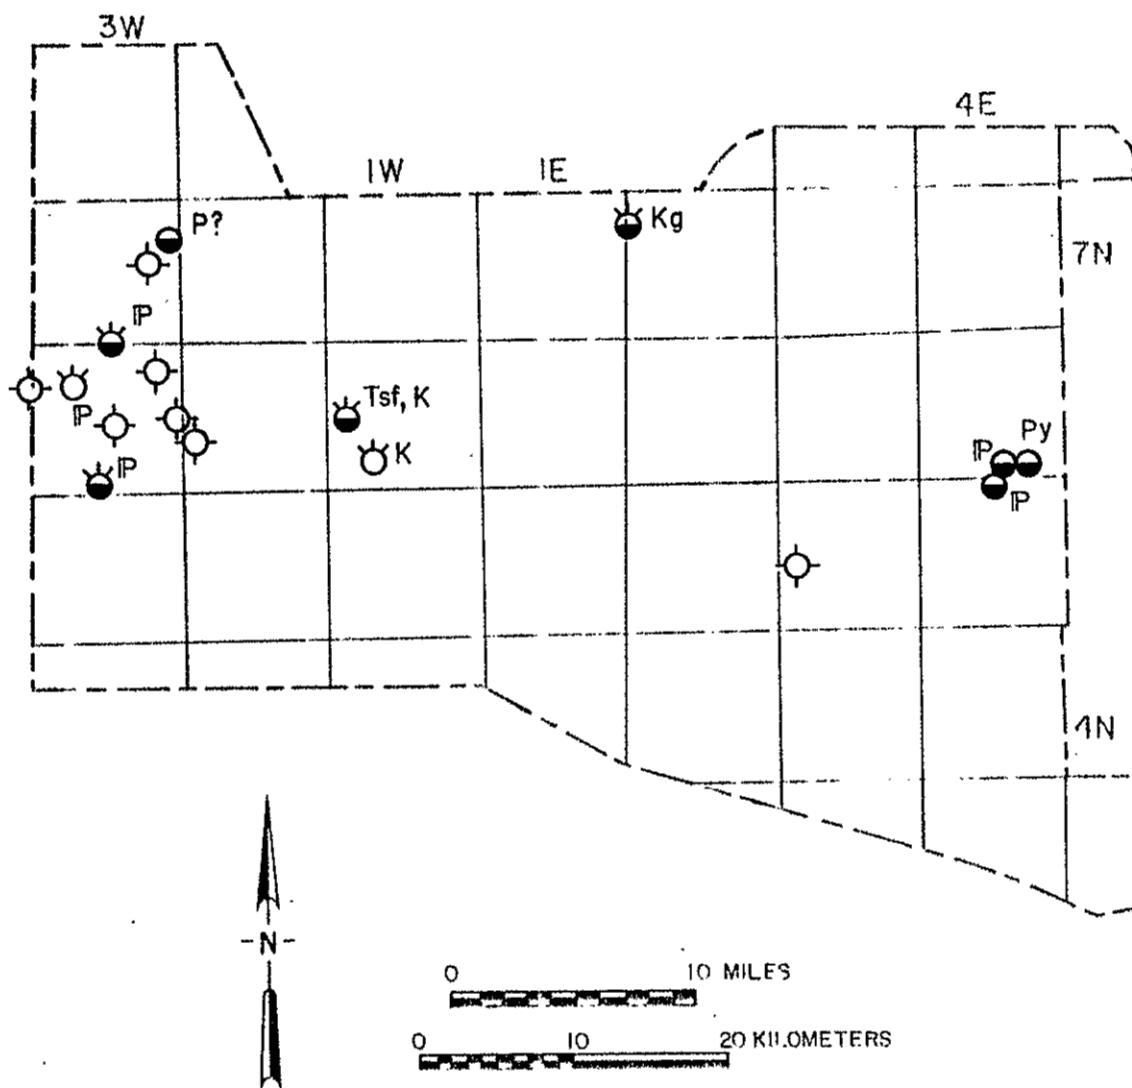 3W
4E
1W 1E
P? Kg
7N
ℙ
Tsf, K
ℙ
K ℙ Py
ℙ ℙ
4N
-N-
0 10 MILES
0 10 20 KILOMETERS